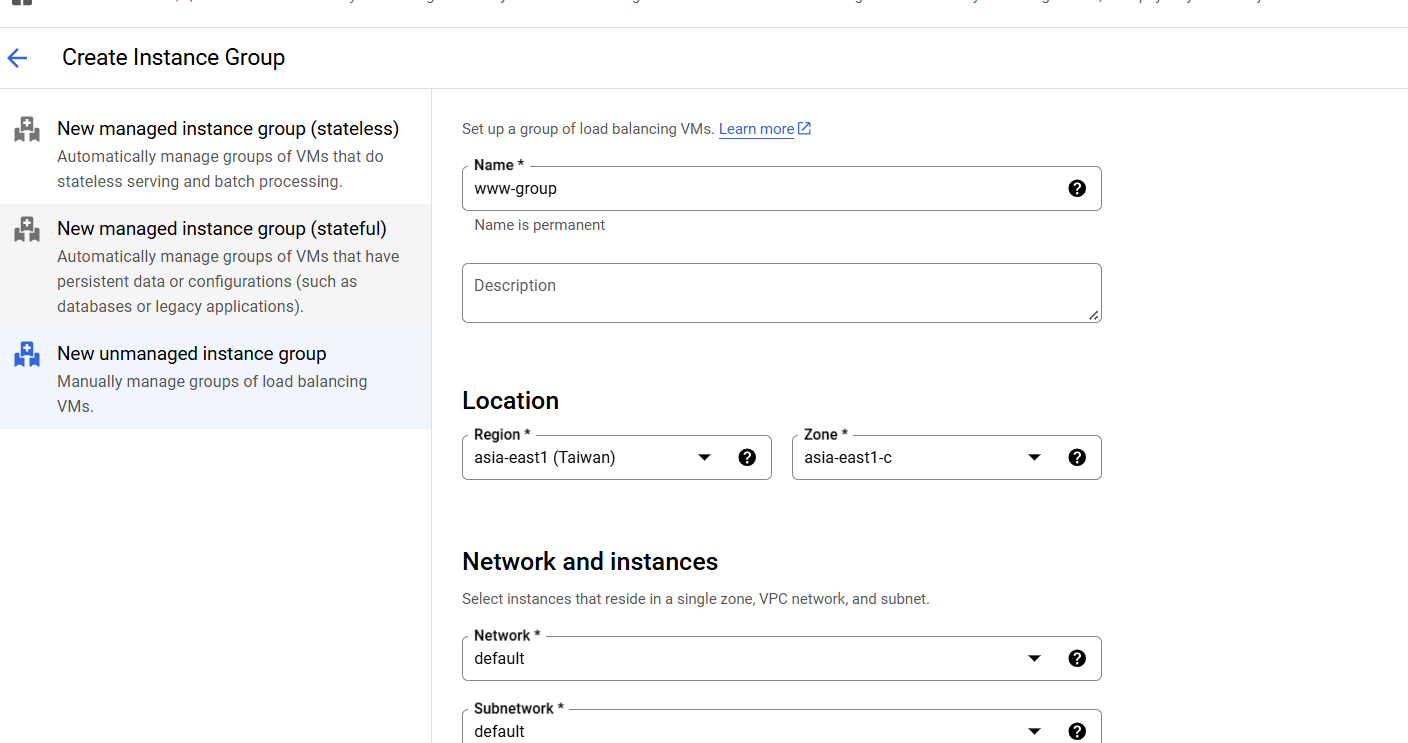 Create Instance Group
New managed instance group (stateless)
Automatically manage groups of VMs that do
stateless serving and batch processing.
New managed instance group (stateful)
Automatically manage groups of VMs that have
persistent data or configurations (such as
databases or legacy applications).
New unmanaged instance group
Manually manage groups of load balancing
VMs.
Set up a group of load balancing VMs. Learn more
Name *
www-group
Name is permanent
Description
Location
Region *
asia-east1 (Taiwan)
Zone *
asia-east1-c
Network and instances
Select instances that reside in a single zone, VPC network, and subnet.
Network *
default
Subnetwork *
default